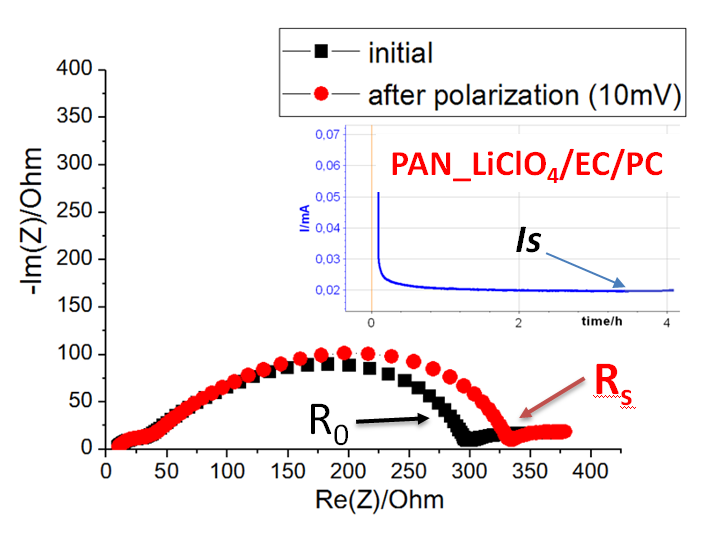 initial
after polarization (10mV)
400
350
300
250
200
150
100
50
0
-Im(Z)/Ohm
0,07
0,06
0,05
0,04
0,03
0,02
I/mA
PAN_LiClO4/EC/PC
Is
0 2 4
time/h
R0
Rs
0 50 100 150 200 250 300 350 400
Re(Z)/Ohm